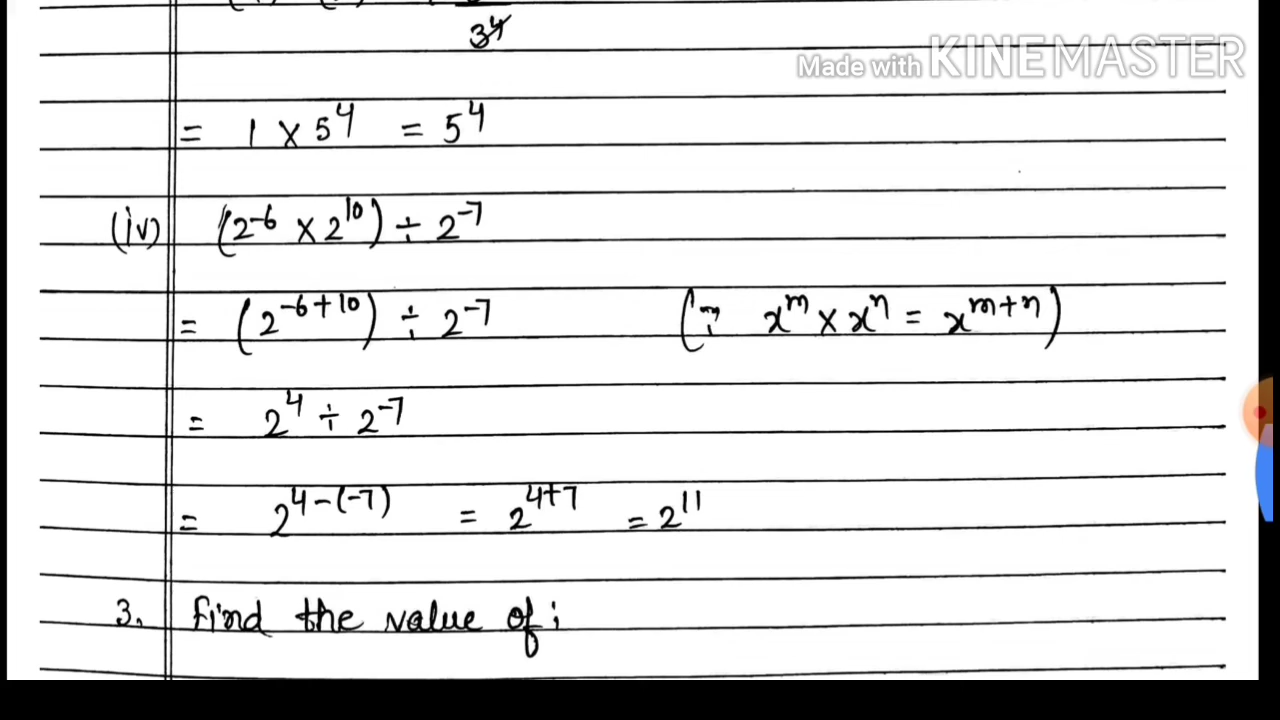 3⁴
Made with KINEMASTER
= 1 × 5⁴ = 5⁴
(iv) (2⁻⁶ × 2¹⁰) ÷ 2⁻⁷
= (2⁻⁶⁺¹⁰) ÷ 2⁻⁷ (∵ xᵐ × xⁿ = xᵐ⁺ⁿ)
= 2⁴ ÷ 2⁻⁷
= 2⁴⁻⁽⁻⁷⁾ = 2⁴⁺⁷ = 2¹¹
3. Find the value of :